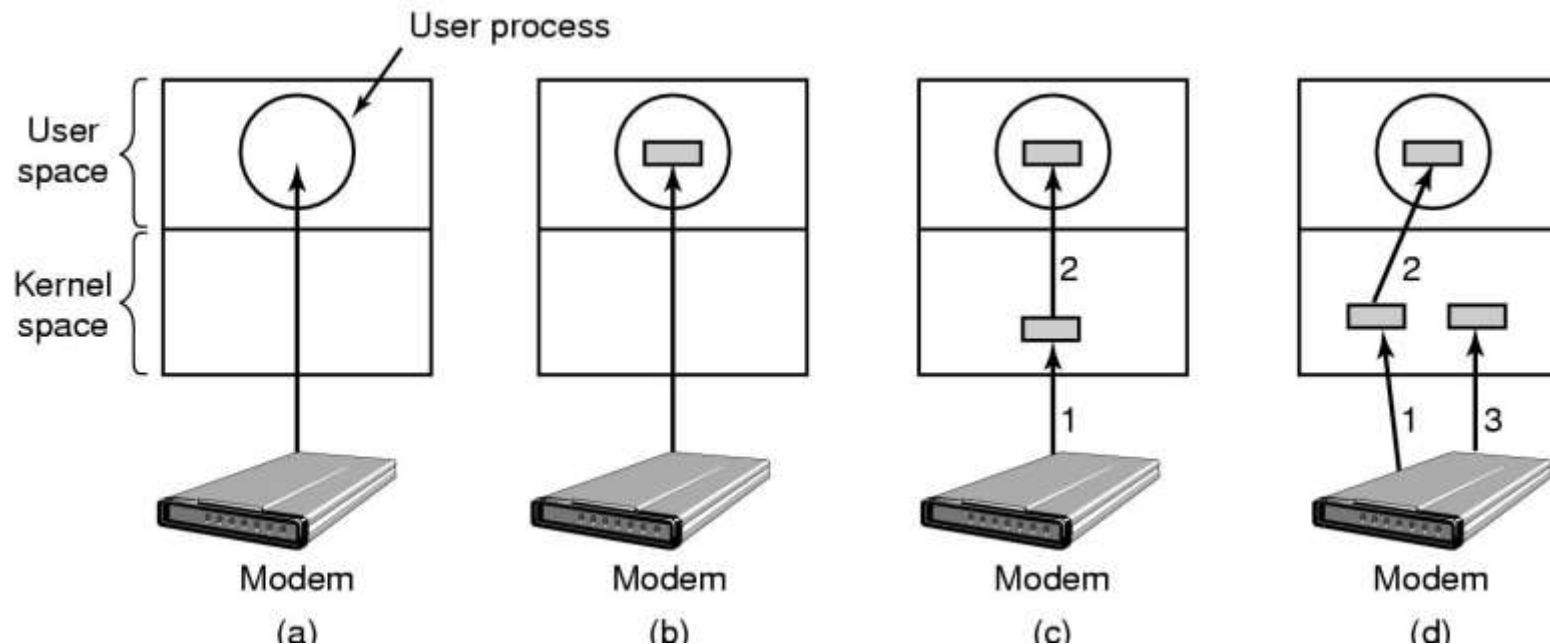 User process
User
space
Kernel
space
2
2
1
1
3
Modem
Modem
Modem
Modem
(a)
(b)
(c)
(d)